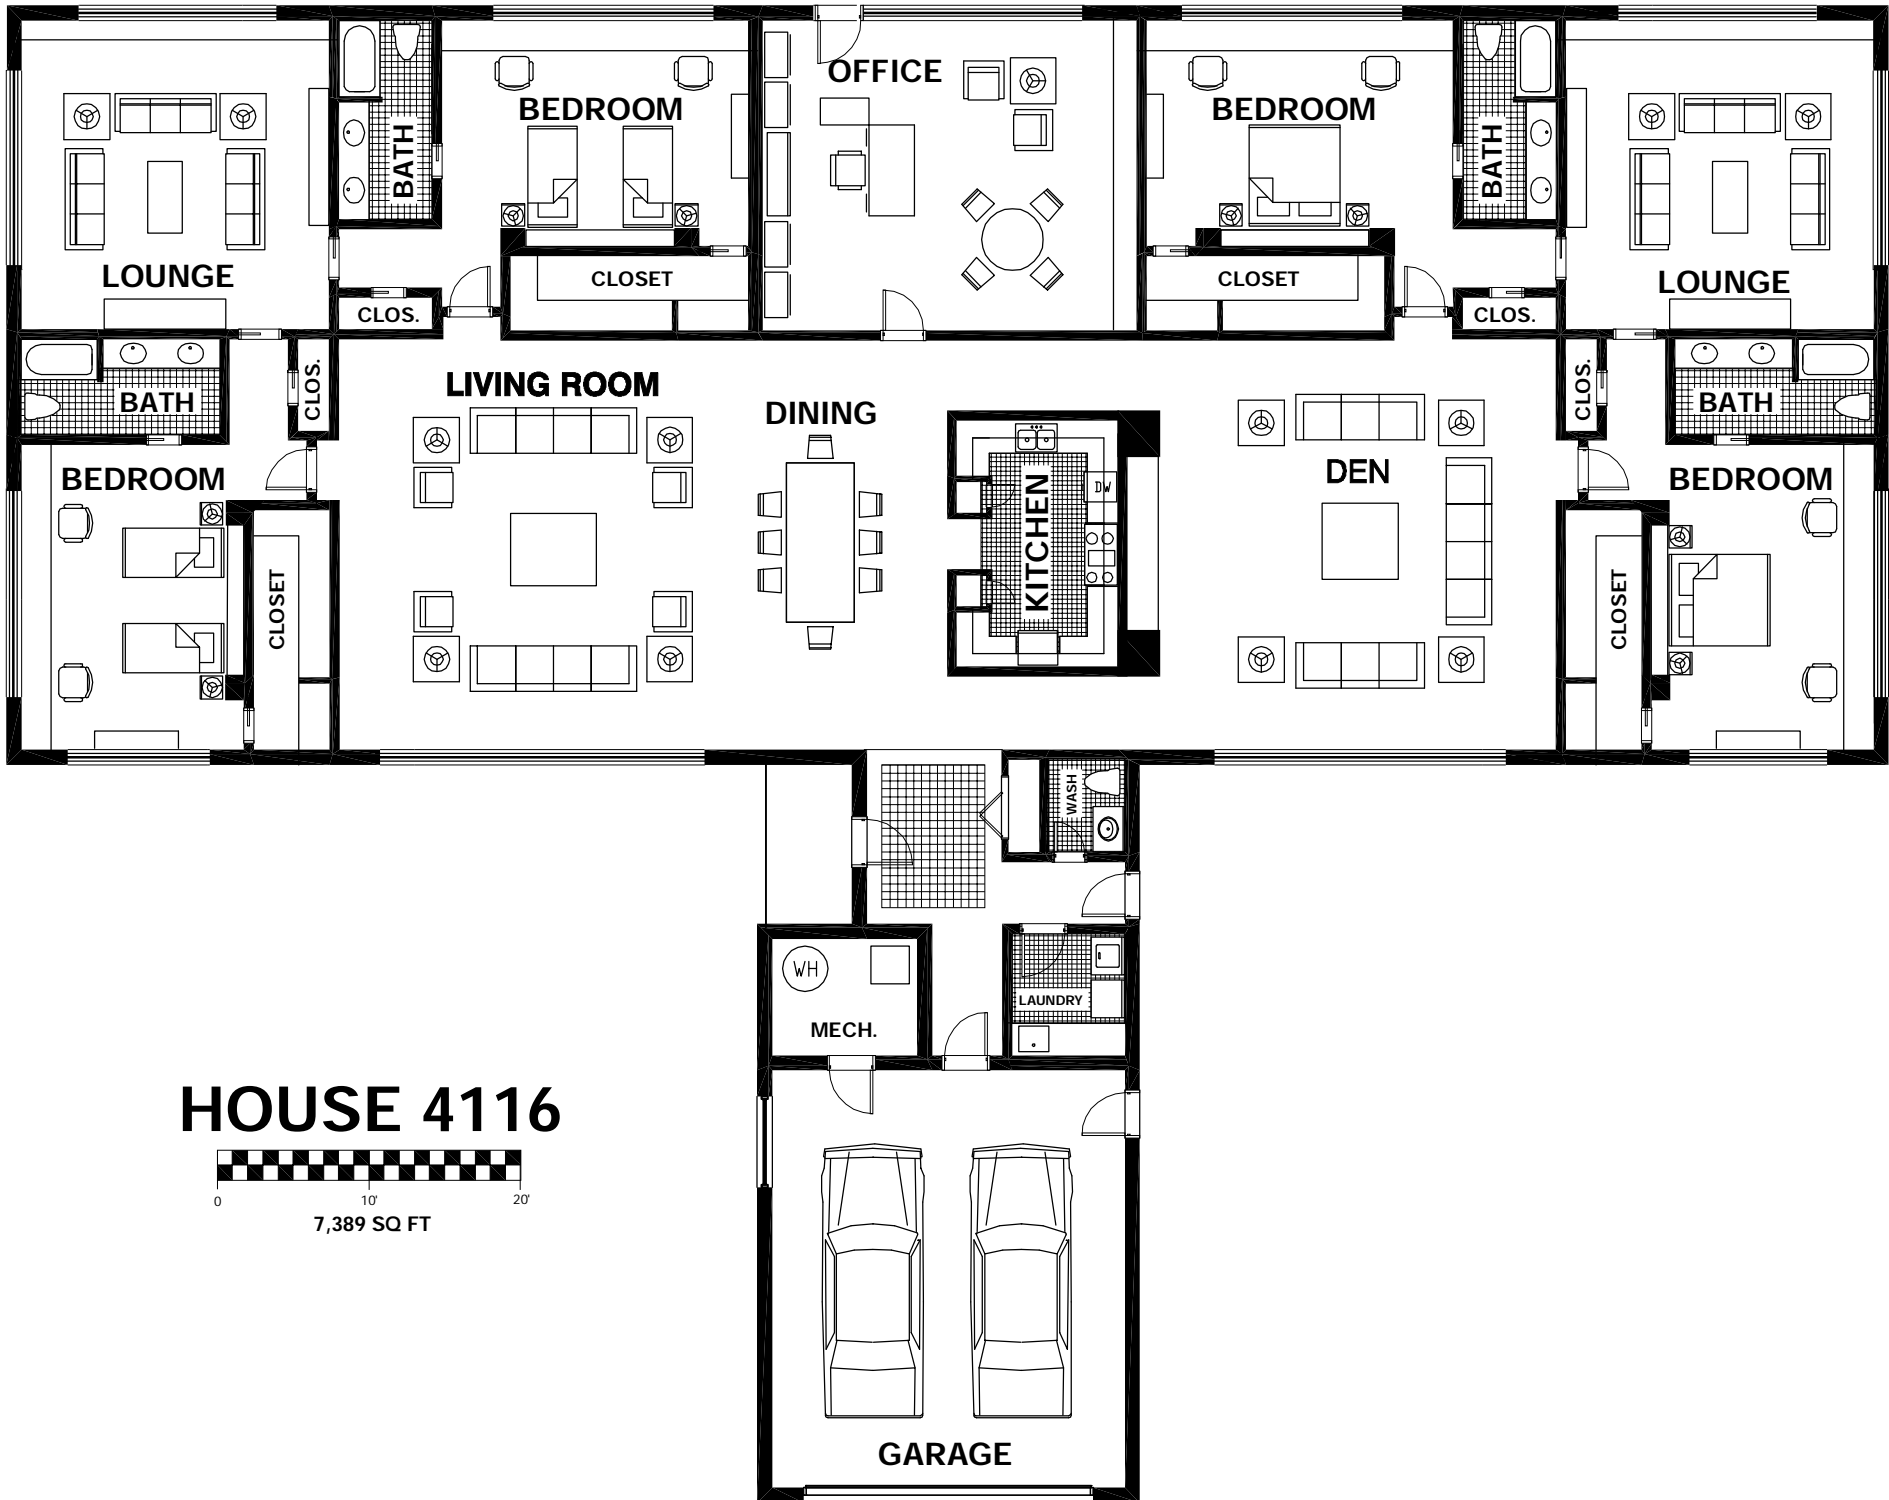 OFFICE
BEDROOM
BEDROOM
BATH
BATH
LOUNGE
CLOSET
CLOSET
LOUNGE
CLOS.
CLOS.
CLOS.
LIVING ROOM
DINING
CLOS.
BATH
BATH
BEDROOM
DEN
BEDROOM
KITCHEN
DW
CLOSET
CLOSET
WASH
WH
LAUNDRY
MECH.
HOUSE 4116
0 10' 20'
7,389 SQ FT
GARAGE